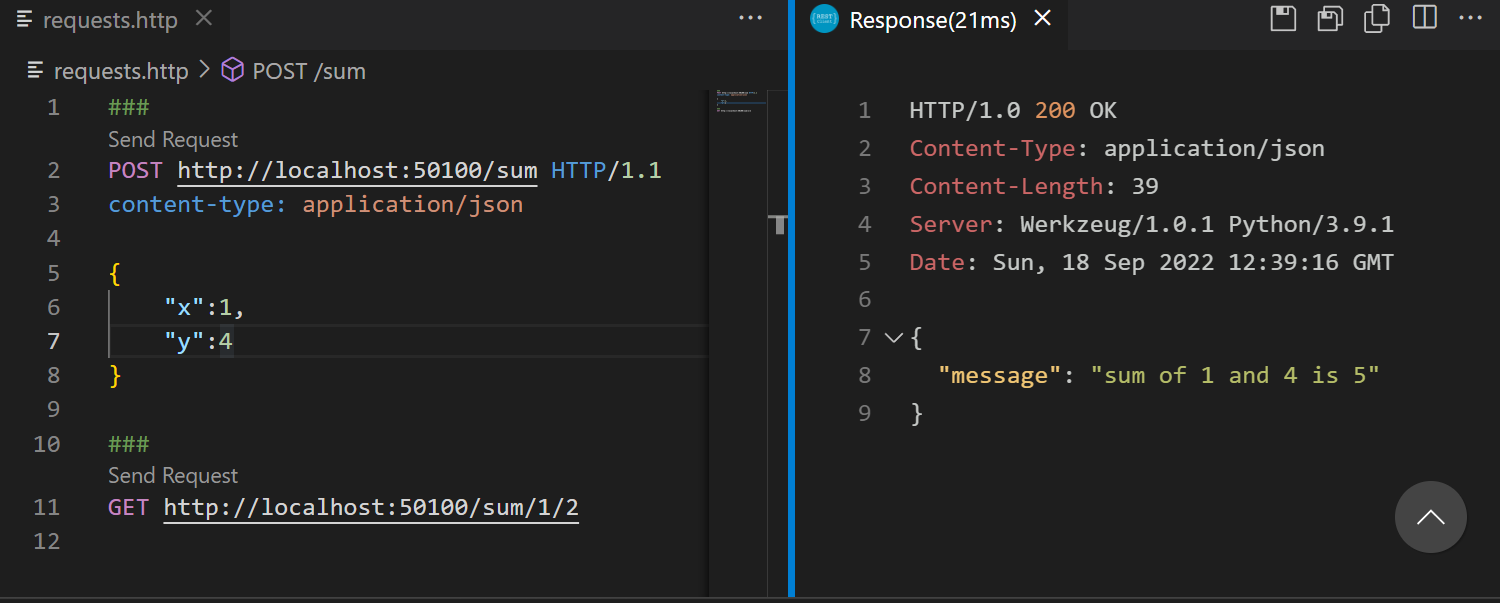 requests.http
requests.http > POST /sum
1 ###
Send Request
2 POST http://localhost:50100/sum HTTP/1.1
3 content-type: application/json
4
5 {
6 "x":1,
7 "y":4
8 }
9
10 ###
Send Request
11 GET http://localhost:50100/sum/1/2
12
Response(21ms)
1 HTTP/1.0 200 OK
2 Content-Type: application/json
3 Content-Length: 39
4 Server: Werkzeug/1.0.1 Python/3.9.1
5 Date: Sun, 18 Sep 2022 12:39:16 GMT
6
7 {
8 "message": "sum of 1 and 4 is 5"
9 }